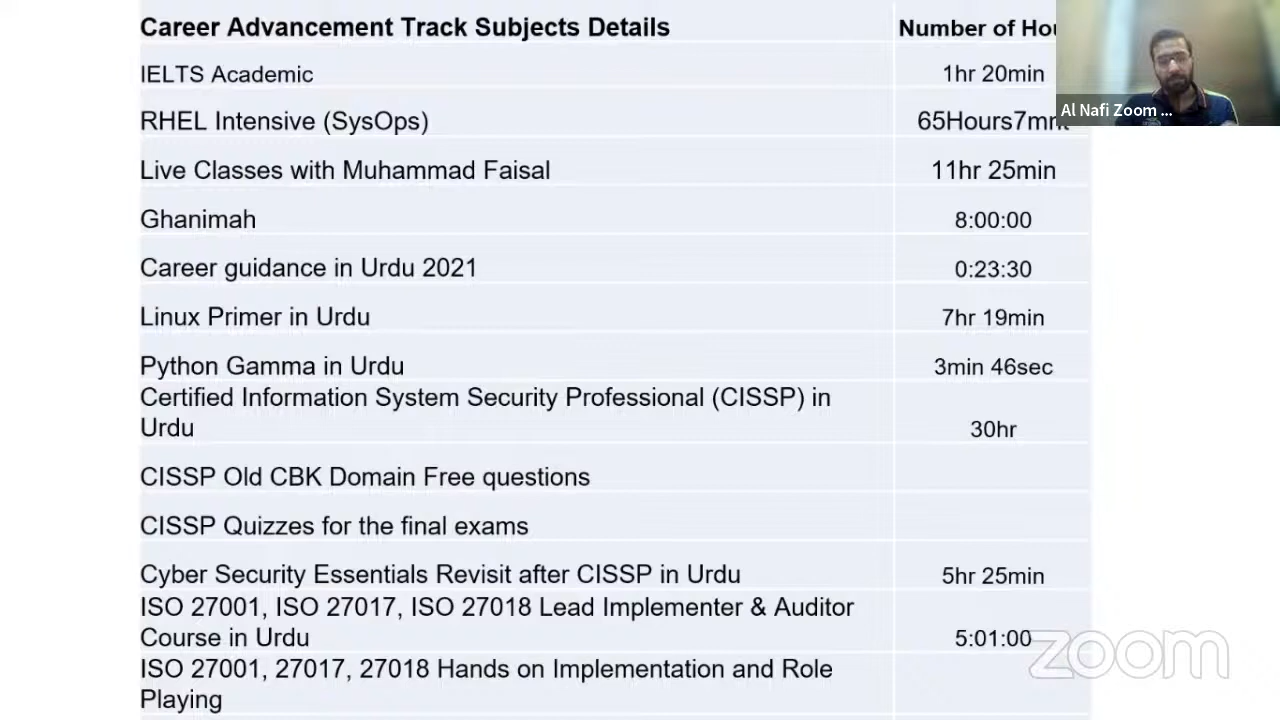 Career Advancement Track Subjects Details
Number of Hou
IELTS Academic
1hr 20min
Al Nafi Zoom ...
RHEL Intensive (SysOps)
65Hours7mnt
Live Classes with Muhammad Faisal
11hr 25min
Ghanimah
8:00:00
Career guidance in Urdu 2021
0:23:30
Linux Primer in Urdu
7hr 19min
Python Gamma in Urdu
3min 46sec
Certified Information System Security Professional (CISSP) in
Urdu
30hr
CISSP Old CBK Domain Free questions
CISSP Quizzes for the final exams
Cyber Security Essentials Revisit after CISSP in Urdu
5hr 25min
ISO 27001, ISO 27017, ISO 27018 Lead Implementer & Auditor
Course in Urdu
5:01:00
zoom
ISO 27001, 27017, 27018 Hands on Implementation and Role
Playing